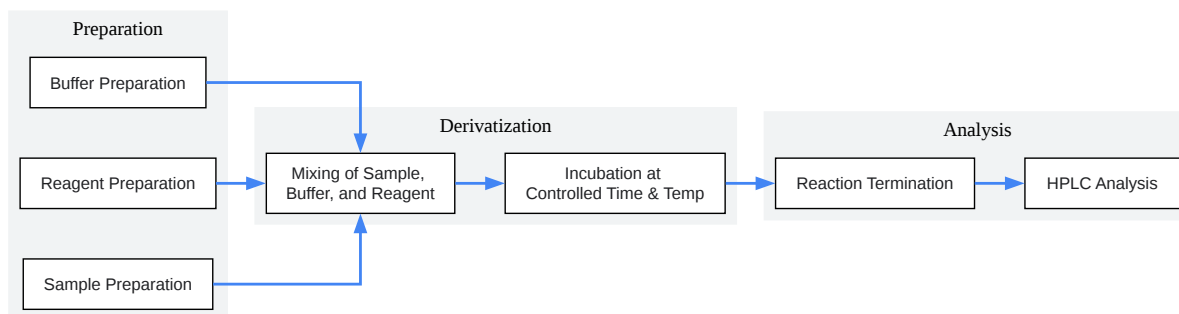 Preparation
Buffer Preparation
Reagent Preparation
Sample Preparation
Derivatization
Mixing of Sample,
Buffer, and Reagent
Incubation at
Controlled Time & Temp
Analysis
Reaction Termination
HPLC Analysis